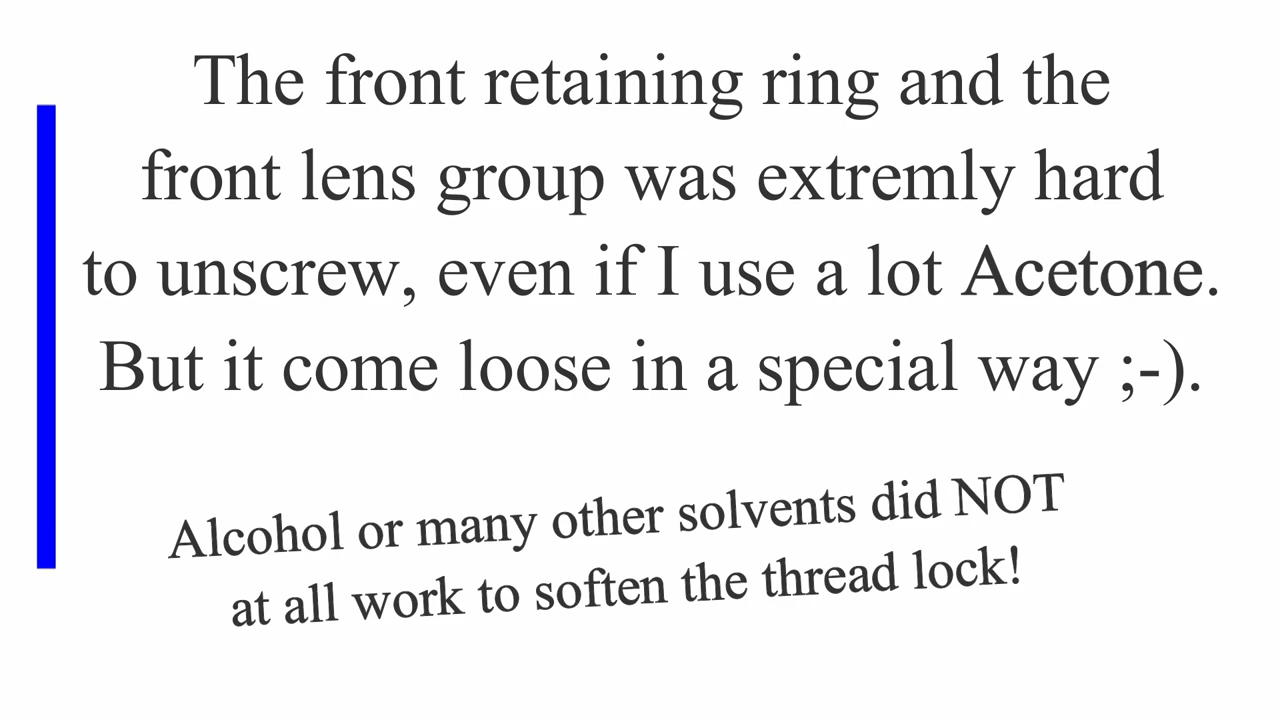 The front retaining ring and the
front lens group was extremly hard
to unscrew, even if I use a lot Acetone.
But it come loose in a special way ;-).
Alcohol or many other solvents did NOT
at all work to soften the thread lock!